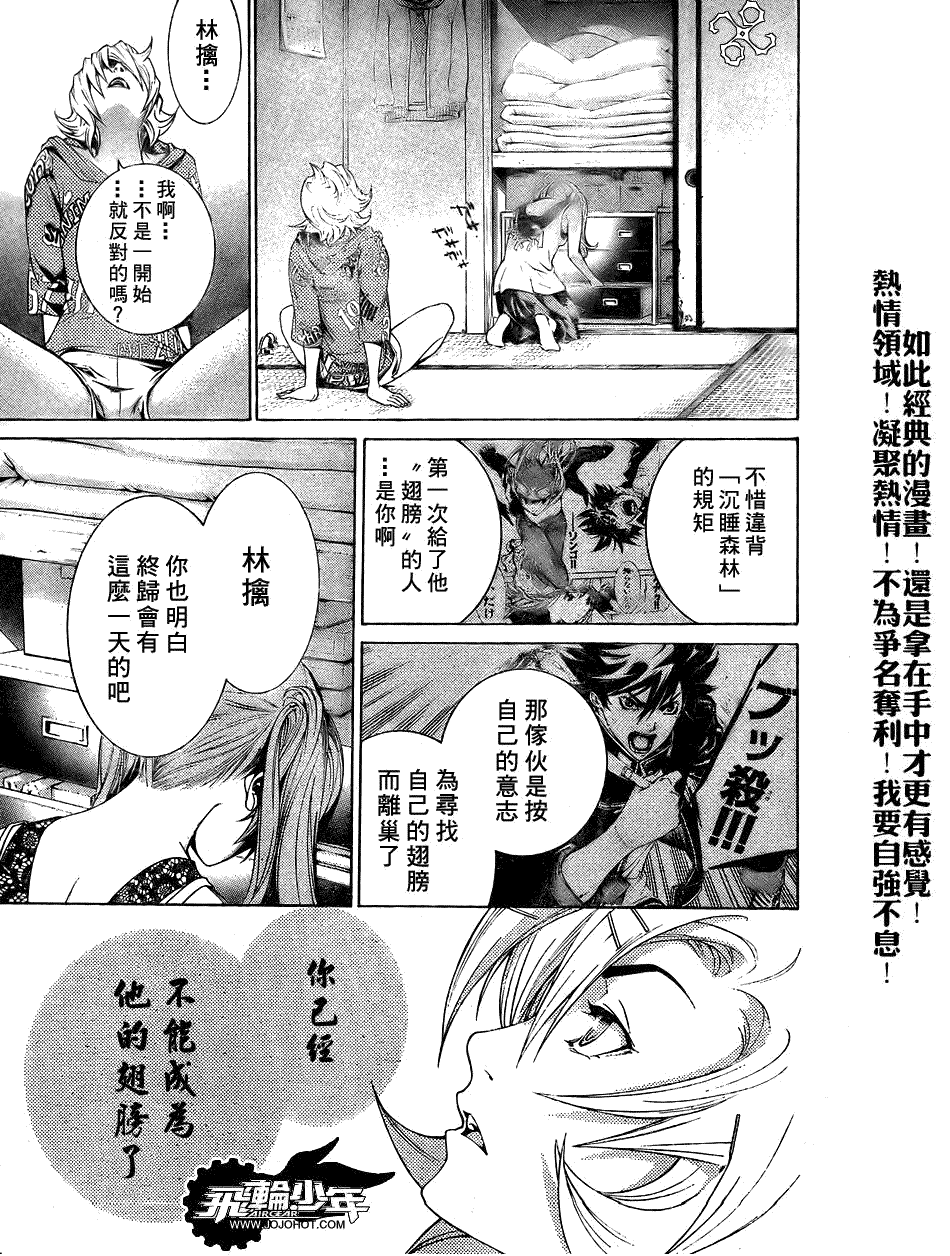 如此經典的漫畫！還是拿在手中才更有感覺！
熱情領域！凝聚熱情！不為爭名奪利！我要自強不息！
林擒…
我啊…
…不是一開始
…就反對的嗎？
不惜違背
「沉睡森林」
的規矩
第一次給了他
〝翅膀〞的人
…是你啊
林擒
你也明白
終歸會有
這麼一天的吧
ブッ殺!!!
那傢伙是按
自己的意志
為尋找
自己的翅膀
而離巢了
你已經
不能成為
他的翅膀了
飛輪少年
AIRGEAR
WWW.JOJOHOT.COM